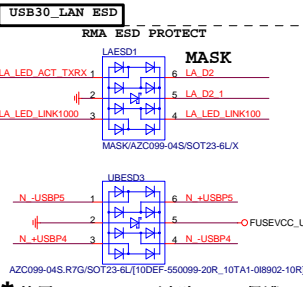 USB30_LAN ESD
RMA ESD PROTECT
LAESD1
MASK
LA_LED_ACT_TXRX 1
6 LA_D2
2
5 LA_D2_1
LA_LED_LINK1000 3
4 LA_LED_LINK100
MASK/AZC099-04S/SOT23-6L/X
UBESD3
N_-USBP5 1
6 N_+USBP5
2
5
FUSEVCC_U
N_+USBP4 3
4 N_-USBP4
AZC099-04S.R7G/SOT23-6L/[10DEF-550099-20R_10TA1-0I8902-10R]